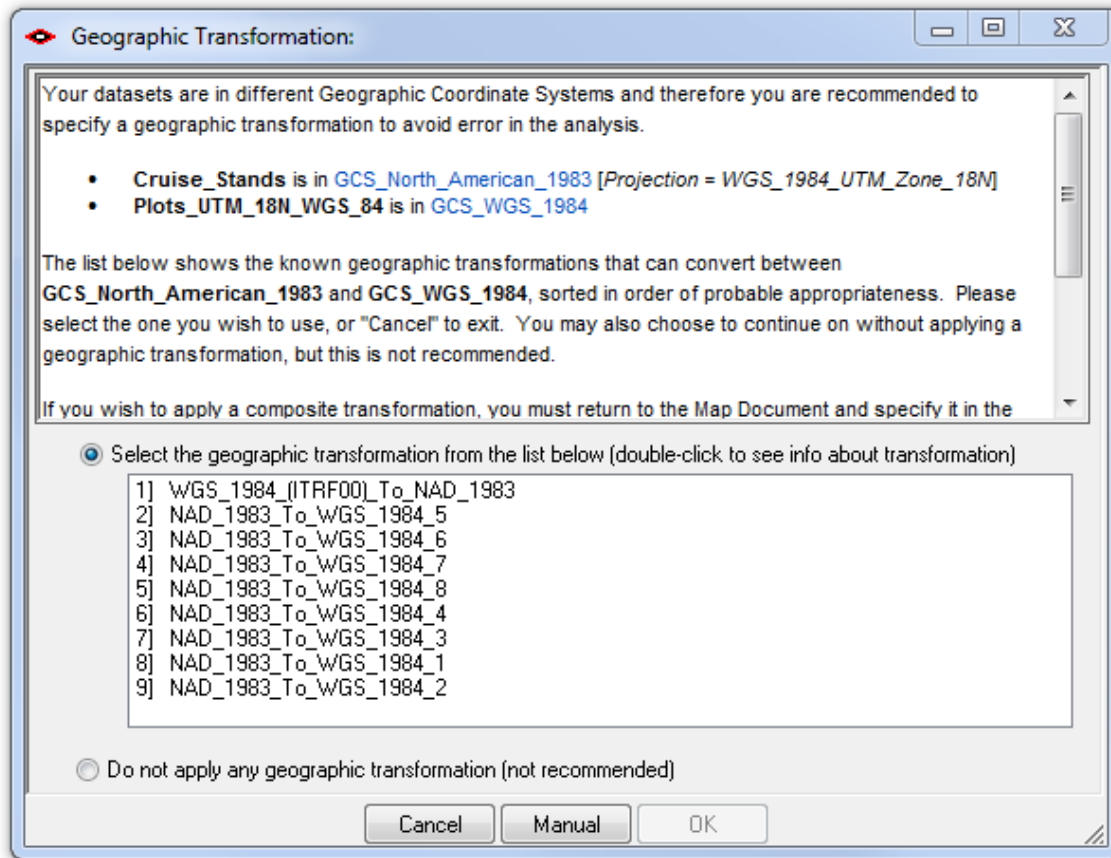 Geographic Transformation:
Your datasets are in different Geographic Coordinate Systems and therefore you are recommended to
specify a geographic transformation to avoid error in the analysis.
• Cruise_Stands is in GCS_North_American_1983 [Projection = WGS_1984_UTM_Zone_18N]
• Plots_UTM_18N_WGS_84 is in GCS_WGS_1984
The list below shows the known geographic transformations that can convert between
GCS_North_American_1983 and GCS_WGS_1984, sorted in order of probable appropriateness. Please
select the one you wish to use, or "Cancel" to exit. You may also choose to continue on without applying a
geographic transformation, but this is not recommended.
If you wish to apply a composite transformation, you must return to the Map Document and specify it in the
Select the geographic transformation from the list below (double-click to see info about transformation)
1] WGS_1984_(ITRF00)_To_NAD_1983
2] NAD_1983_To_WGS_1984_5
3] NAD_1983_To_WGS_1984_6
4] NAD_1983_To_WGS_1984_7
5] NAD_1983_To_WGS_1984_8
6] NAD_1983_To_WGS_1984_4
7] NAD_1983_To_WGS_1984_3
8] NAD_1983_To_WGS_1984_1
9] NAD_1983_To_WGS_1984_2
Do not apply any geographic transformation (not recommended)
Cancel Manual OK